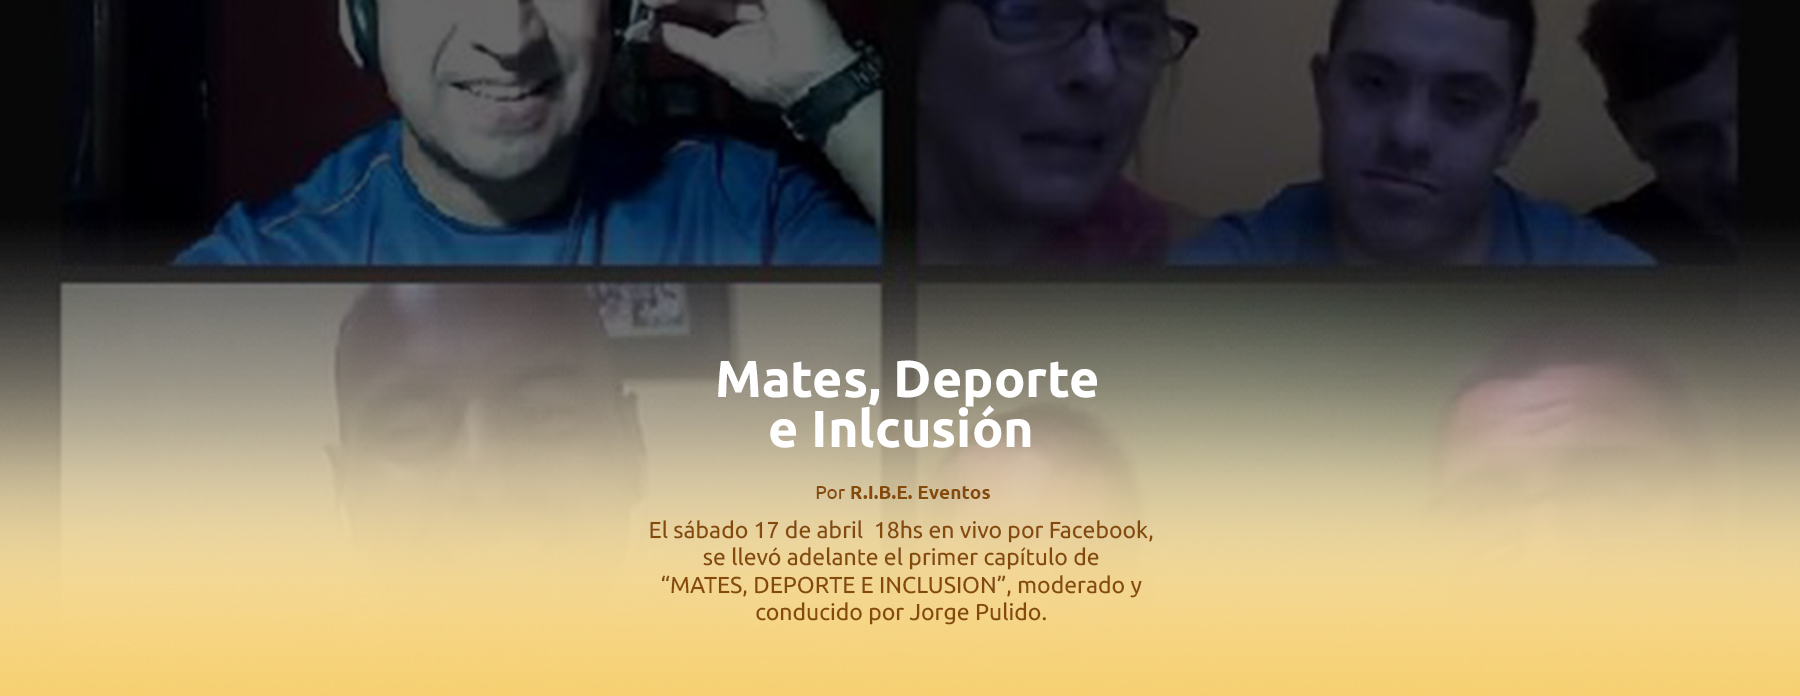 Mates, Deporte
e Inlcusión
Por R.I.B.E. Eventos
El sábado 17 de abril  18hs en vivo por Facebook,
se llevó adelante el primer capítulo de
“MATES, DEPORTE E INCLUSION”, moderado y
conducido por Jorge Pulido.